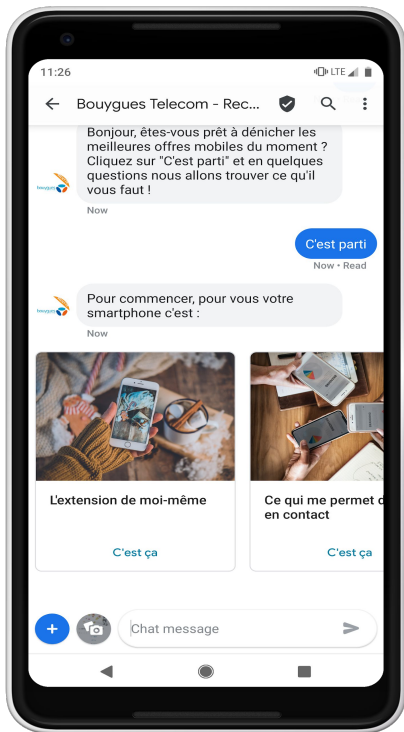 11:26
LTE
Bouygues Telecom - Rec...
Bonjour, êtes-vous prêt à dénicher les
meilleures offres mobiles du moment ?
Cliquez sur "C'est parti" et en quelques
questions nous allons trouver ce qu'il
vous faut !
bouygues
Now
C'est parti
Now • Read
Pour commencer, pour vous votre
smartphone c'est :
bouygues
Now
L'extension de moi-même
C'est ça
Ce qui me permet d
en contact
C'est ça
Chat message